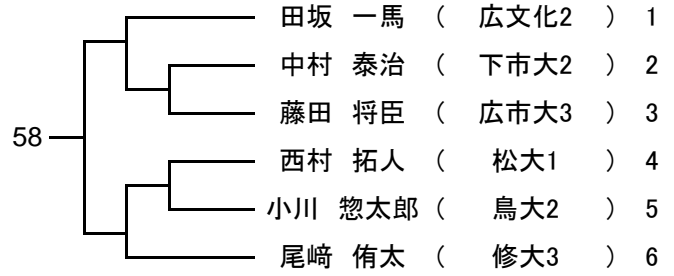 田坂 一馬 ( 広文化2 ) 1
中村 泰治 ( 下市大2 ) 2
藤田 将臣 ( 広市大3 ) 3
58
西村 拓人 ( 松大1 ) 4
小川 惣太郎 ( 鳥大2 ) 5
尾﨑 侑太 ( 修大3 ) 6